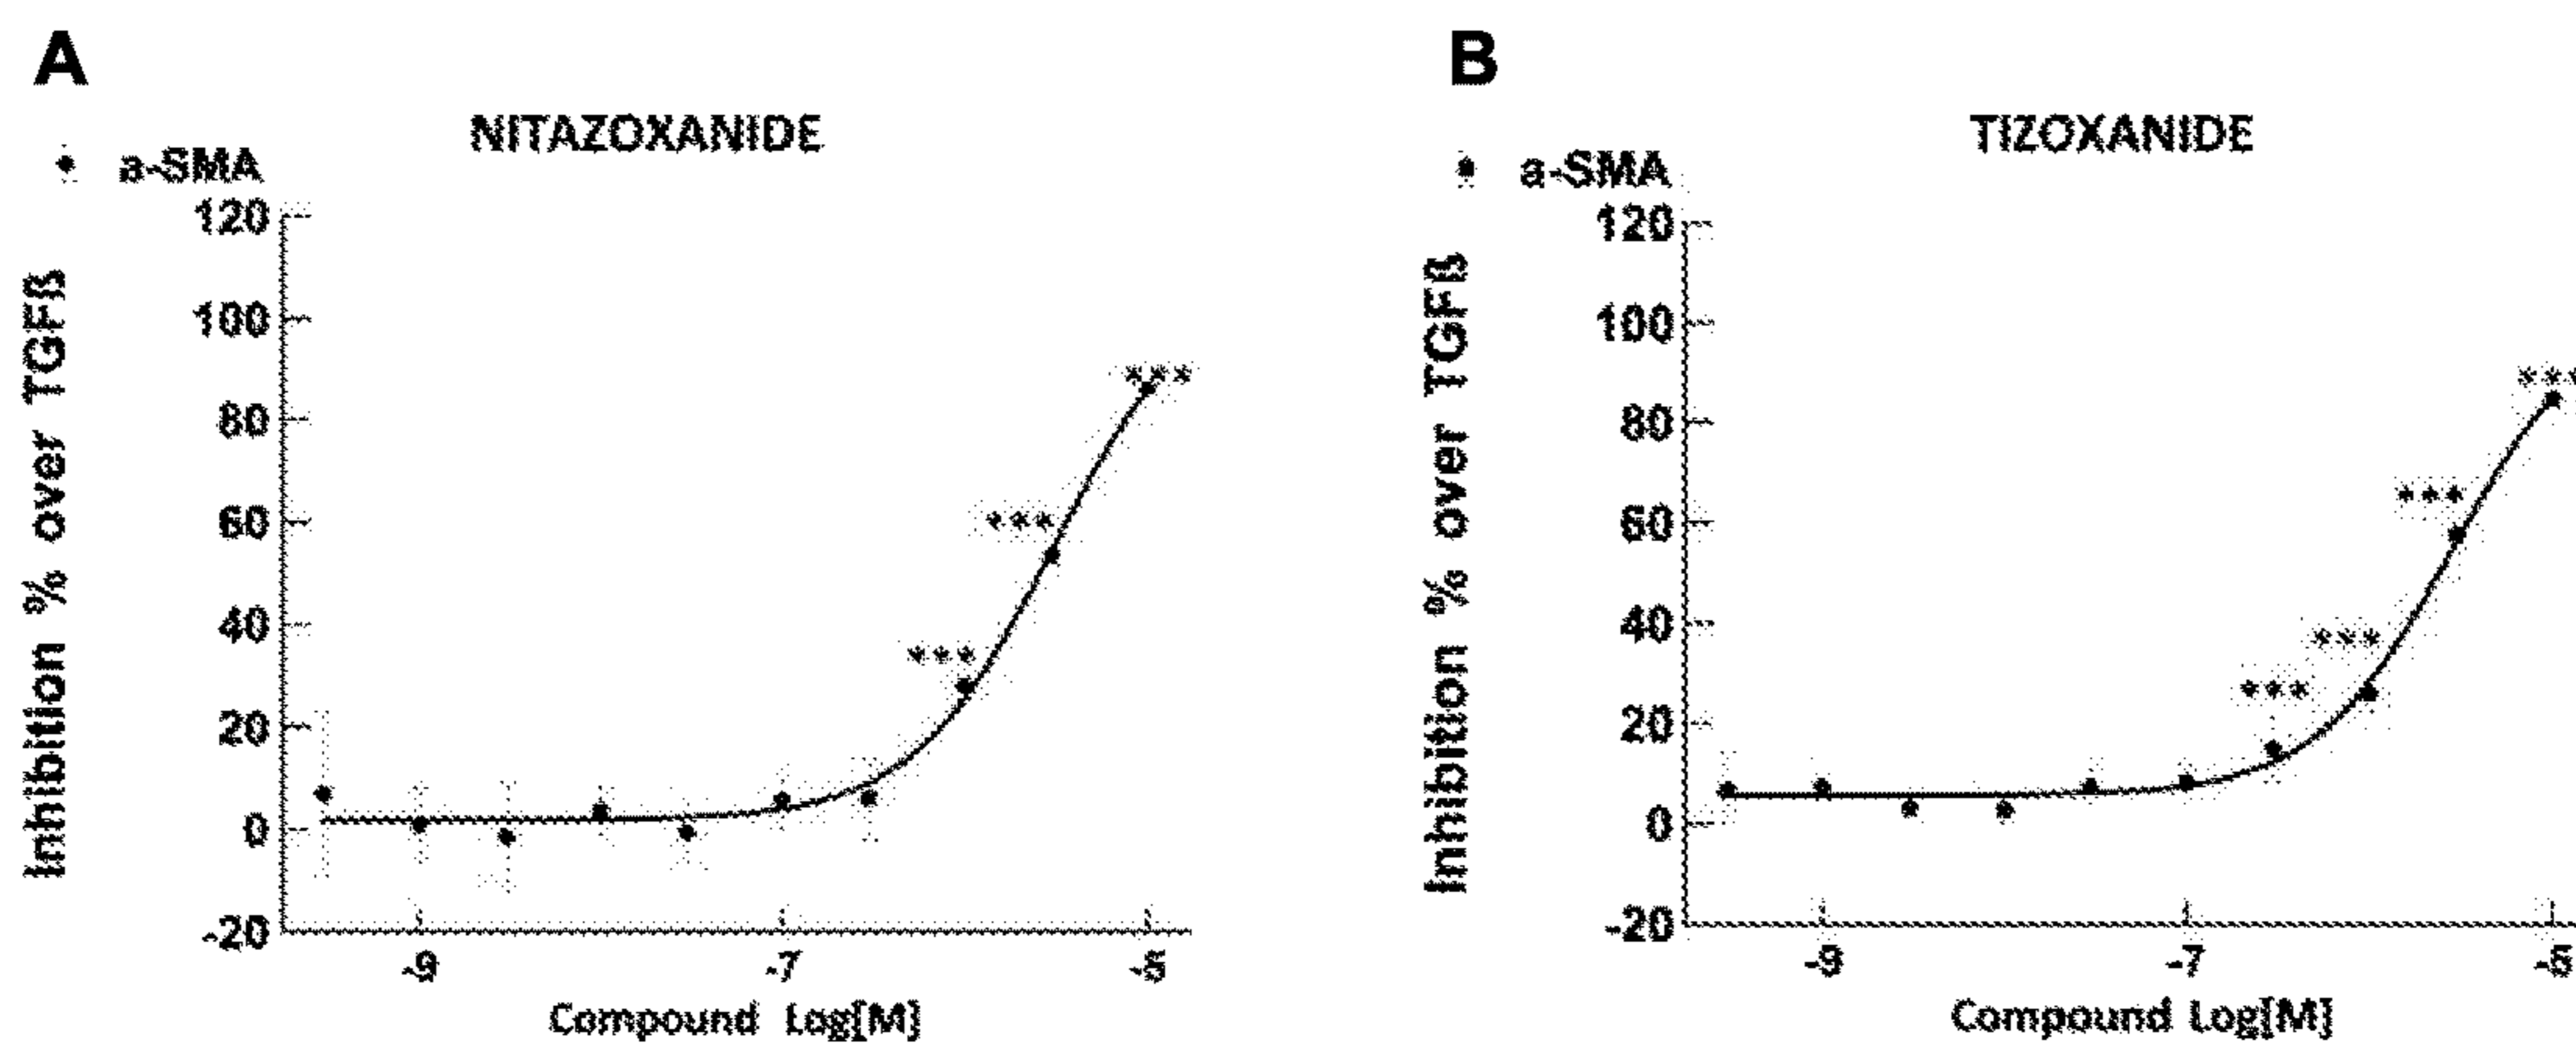 A
NITAZOXANIDE
a-SMA
120
100
80
60
40
20
0
-20
Inhibition % over TGFß
***
***
***
-9
-7
-5
Compound Log[M]
B
TIZOXANIDE
a-SMA
120
100
80
60
40
20
0
-20
Inhibition % over TGFß
***
***
***
***
-9
-7
-5
Compound Log[M]